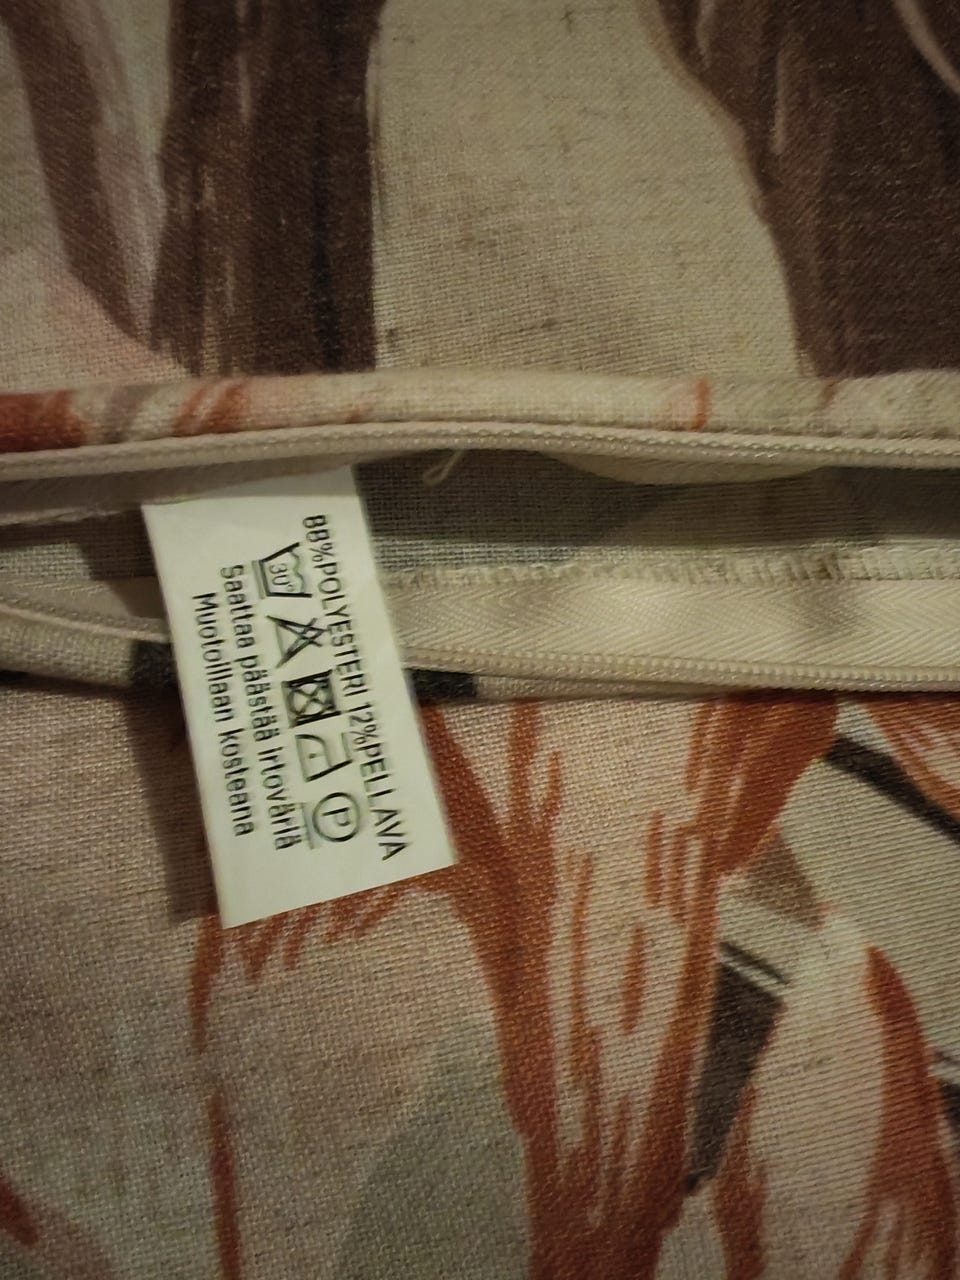 88%POLYESTERI 12%PELLAVA
30° P
Saattaa päästää irtoväriä
Muotoillaan kosteana